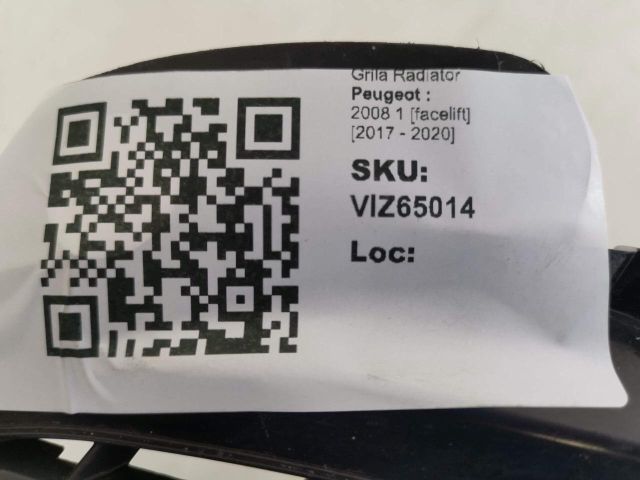 Grila Radiator
Peugeot :
2008 1 [facelift]
[2017 - 2020]
SKU:
VIZ65014
Loc: